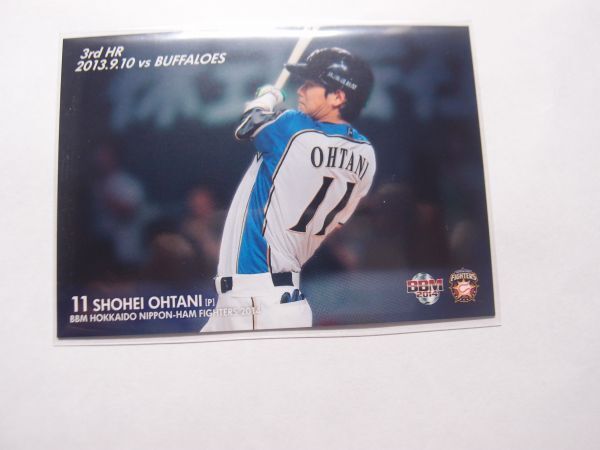 3rd HR
2013.9.10 vs BUFFALOES
OHTANI
11
11 SHOHEI OHTANI [P]
BBM HOKKAIDO NIPPON-HAM FIGHTERS 2014
BBM
2014
FIGHTERS